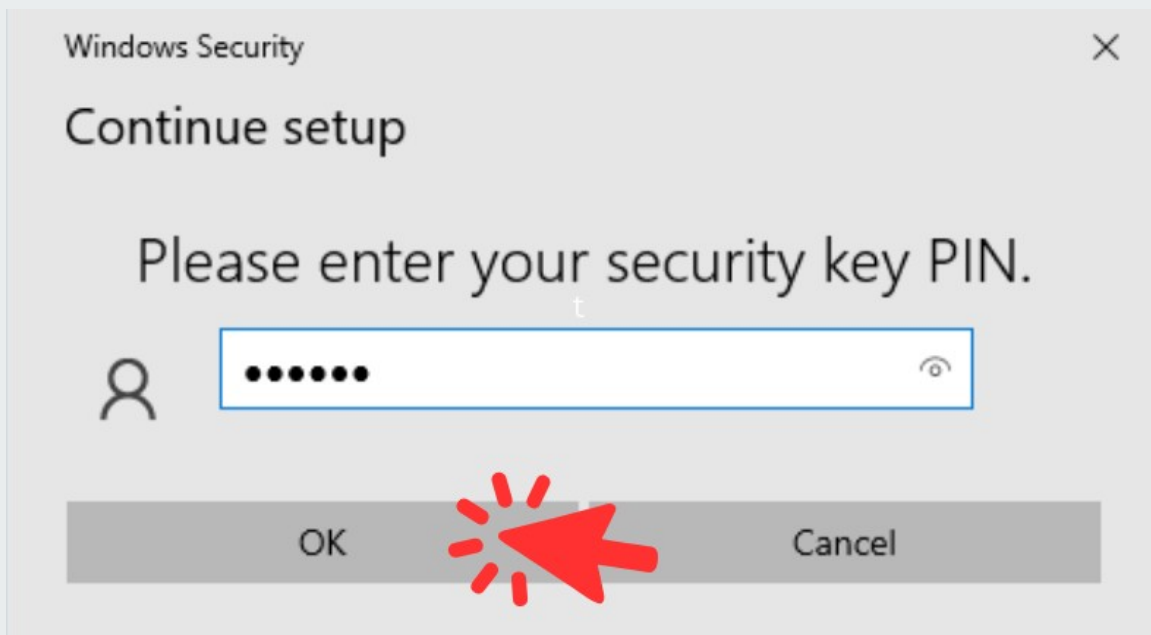 Windows Security
Continue setup
Please enter your security key PIN.
t
••••••
OK
Cancel